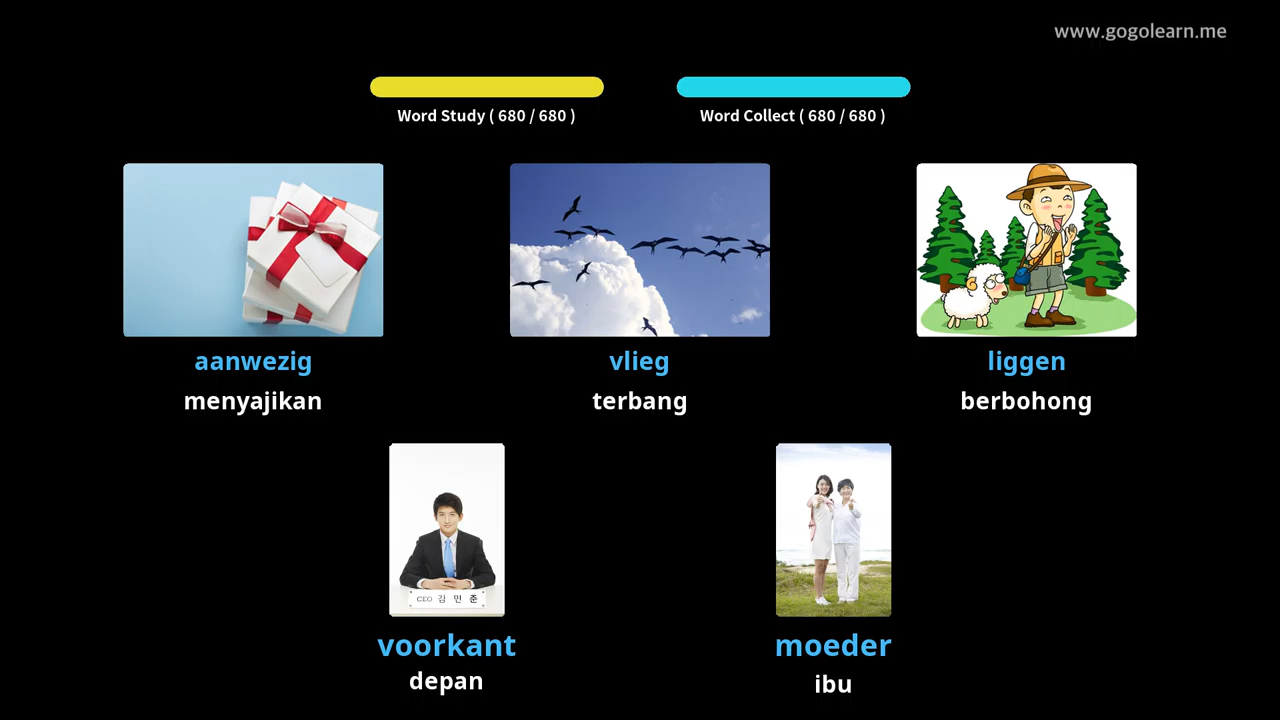 www.gogolearn.me
Word Study ( 680 / 680 )
Word Collect ( 680 / 680 )
aanwezig
menyajikan
vlieg
terbang
liggen
berbohong
CEO 김 민 준
voorkant
depan
moeder
ibu